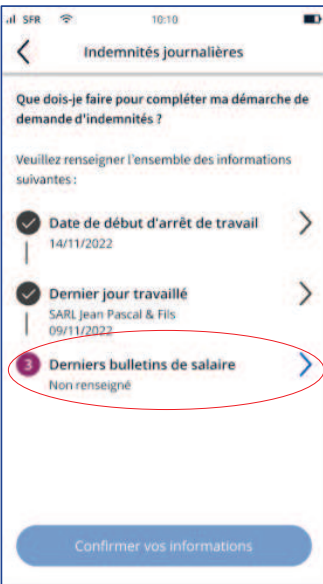 SFR 10:10
Indemnités journalières
Que dois-je faire pour compléter ma démarche de
demande d'indemnités ?
Veuillez renseigner l'ensemble des informations
suivantes :
Date de début d'arrêt de travail
14/11/2022
Dernier jour travaillé
SARL Jean Pascal & Fils
09/11/2022
3 Derniers bulletins de salaire
Non renseigné
Confirmer vos informations